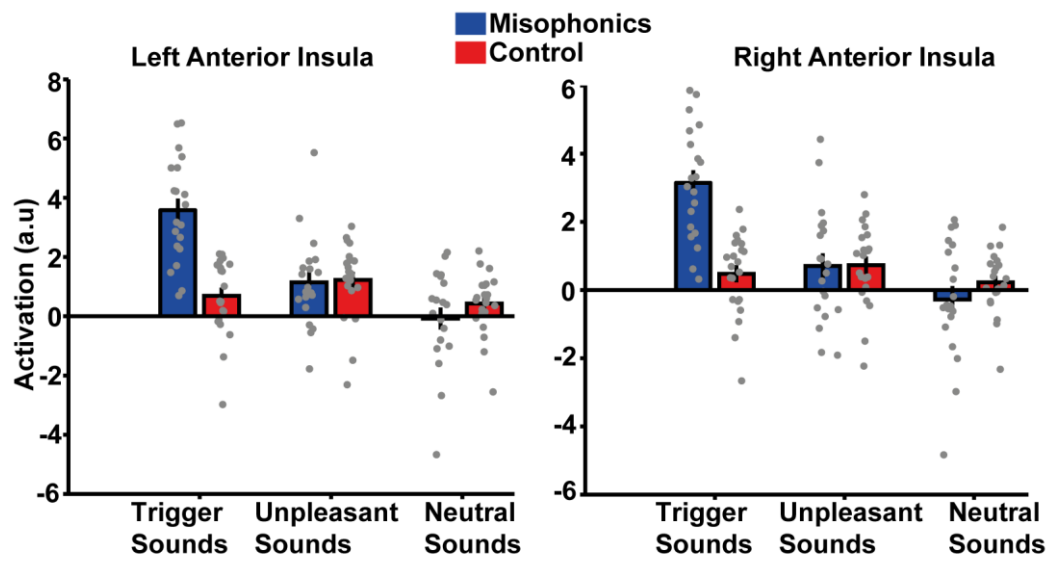 Misophonics
Control
Left Anterior Insula
Right Anterior Insula
Activation (a.u)
8
6
4
2
0
-2
-4
-6
Trigger Sounds
Unpleasant Sounds
Neutral Sounds
6
4
2
0
-2
-4
-6
Trigger Sounds
Unpleasant Sounds
Neutral Sounds